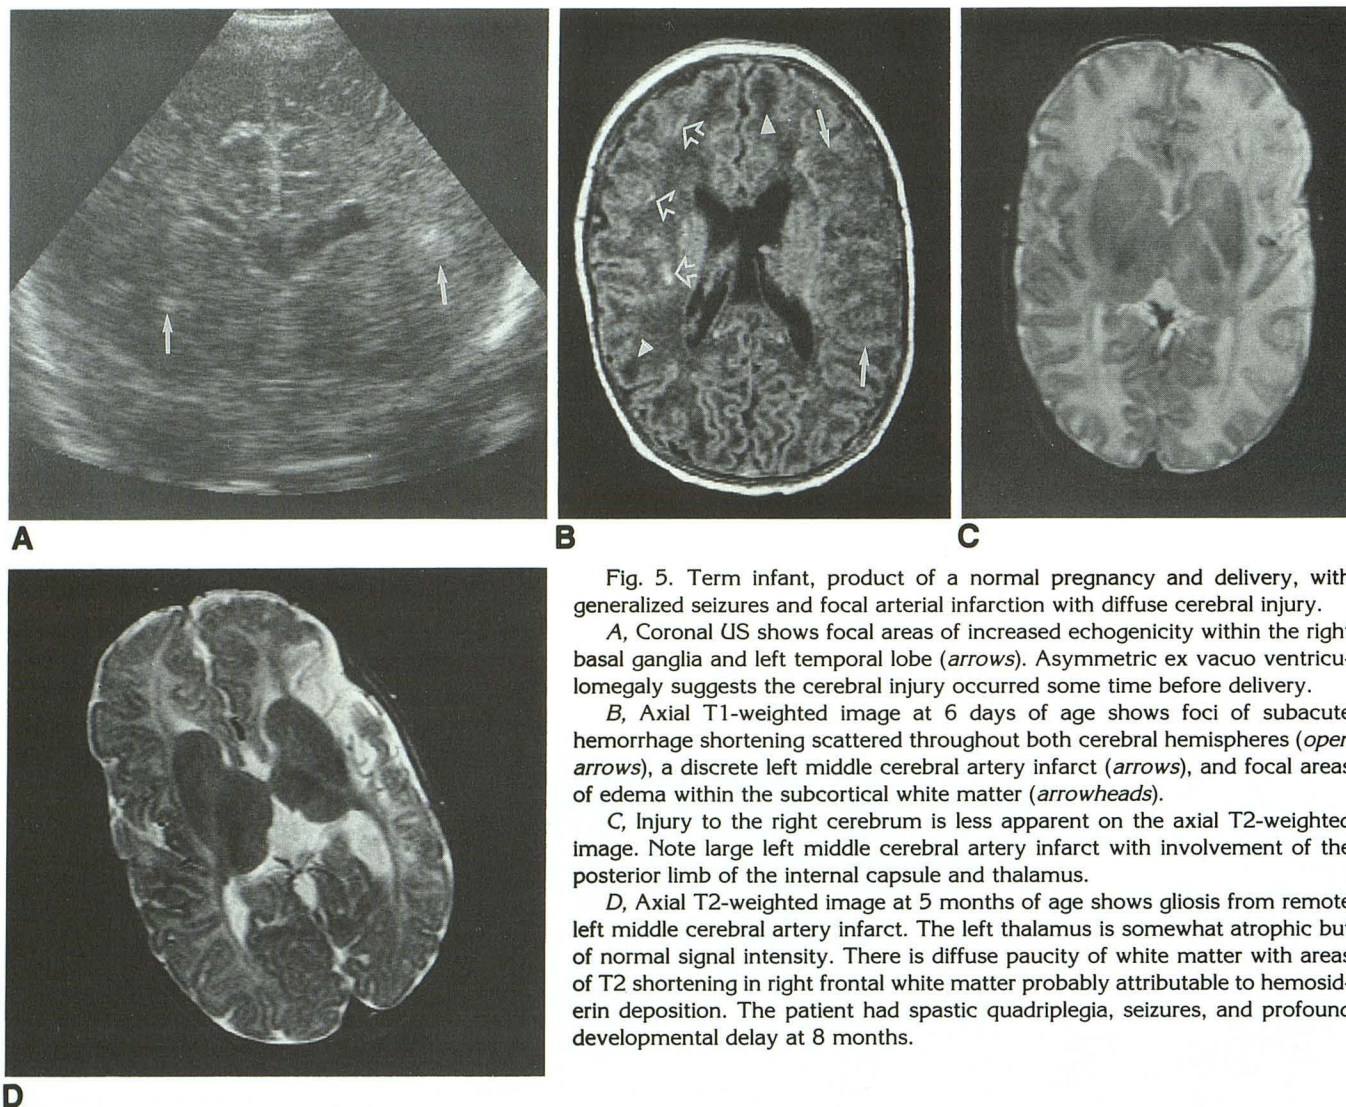 A
B
C
Fig. 5. Term infant, product of a normal pregnancy and delivery, with
generalized seizures and focal arterial infarction with diffuse cerebral injury.
A, Coronal US shows focal areas of increased echogenicity within the right
basal ganglia and left temporal lobe (arrows). Asymmetric ex vacuo ventricu-
lomegaly suggests the cerebral injury occurred some time before delivery.
B, Axial T1-weighted image at 6 days of age shows foci of subacute
hemorrhage shortening scattered throughout both cerebral hemispheres (open
arrows), a discrete left middle cerebral artery infarct (arrows), and focal areas
of edema within the subcortical white matter (arrowheads).
C, Injury to the right cerebrum is less apparent on the axial T2-weighted
image. Note large left middle cerebral artery infarct with involvement of the
posterior limb of the internal capsule and thalamus.
D, Axial T2-weighted image at 5 months of age shows gliosis from remote
left middle cerebral artery infarct. The left thalamus is somewhat atrophic but
of normal signal intensity. There is diffuse paucity of white matter with areas
of T2 shortening in right frontal white matter probably attributable to hemosid-
erin deposition. The patient had spastic quadriplegia, seizures, and profound
developmental delay at 8 months.
D